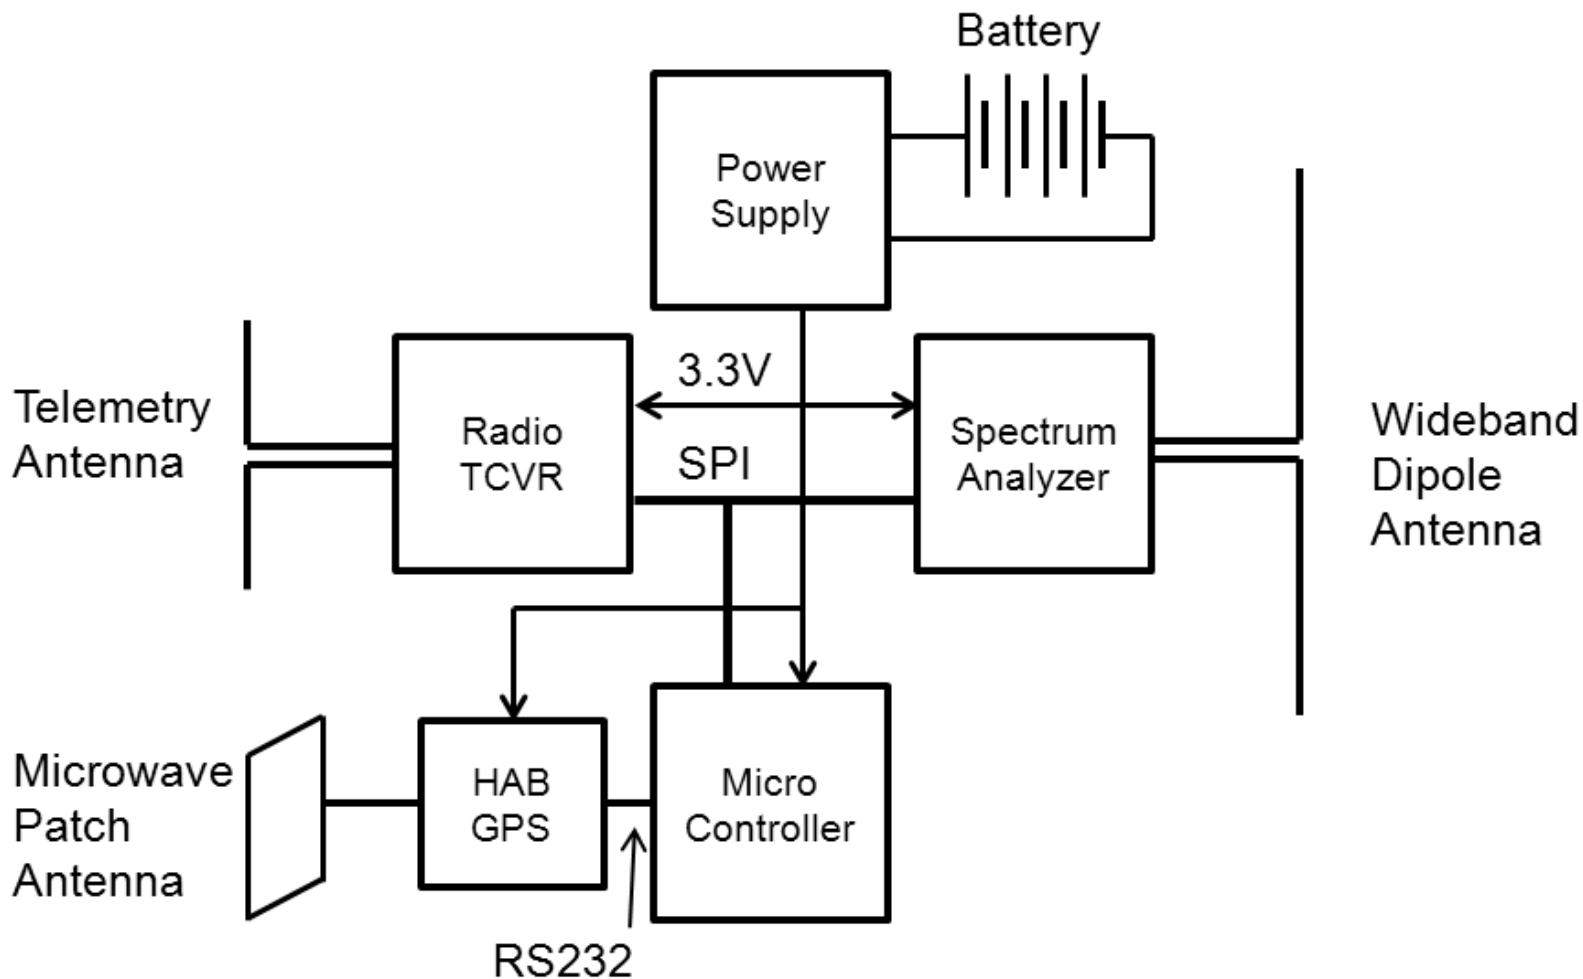 Battery
Power
Supply
3.3V
Telemetry
Antenna
Radio
TCVR
SPI
Spectrum
Analyzer
Wideband
Dipole
Antenna
Microwave
Patch
Antenna
HAB
GPS
Micro
Controller
RS232